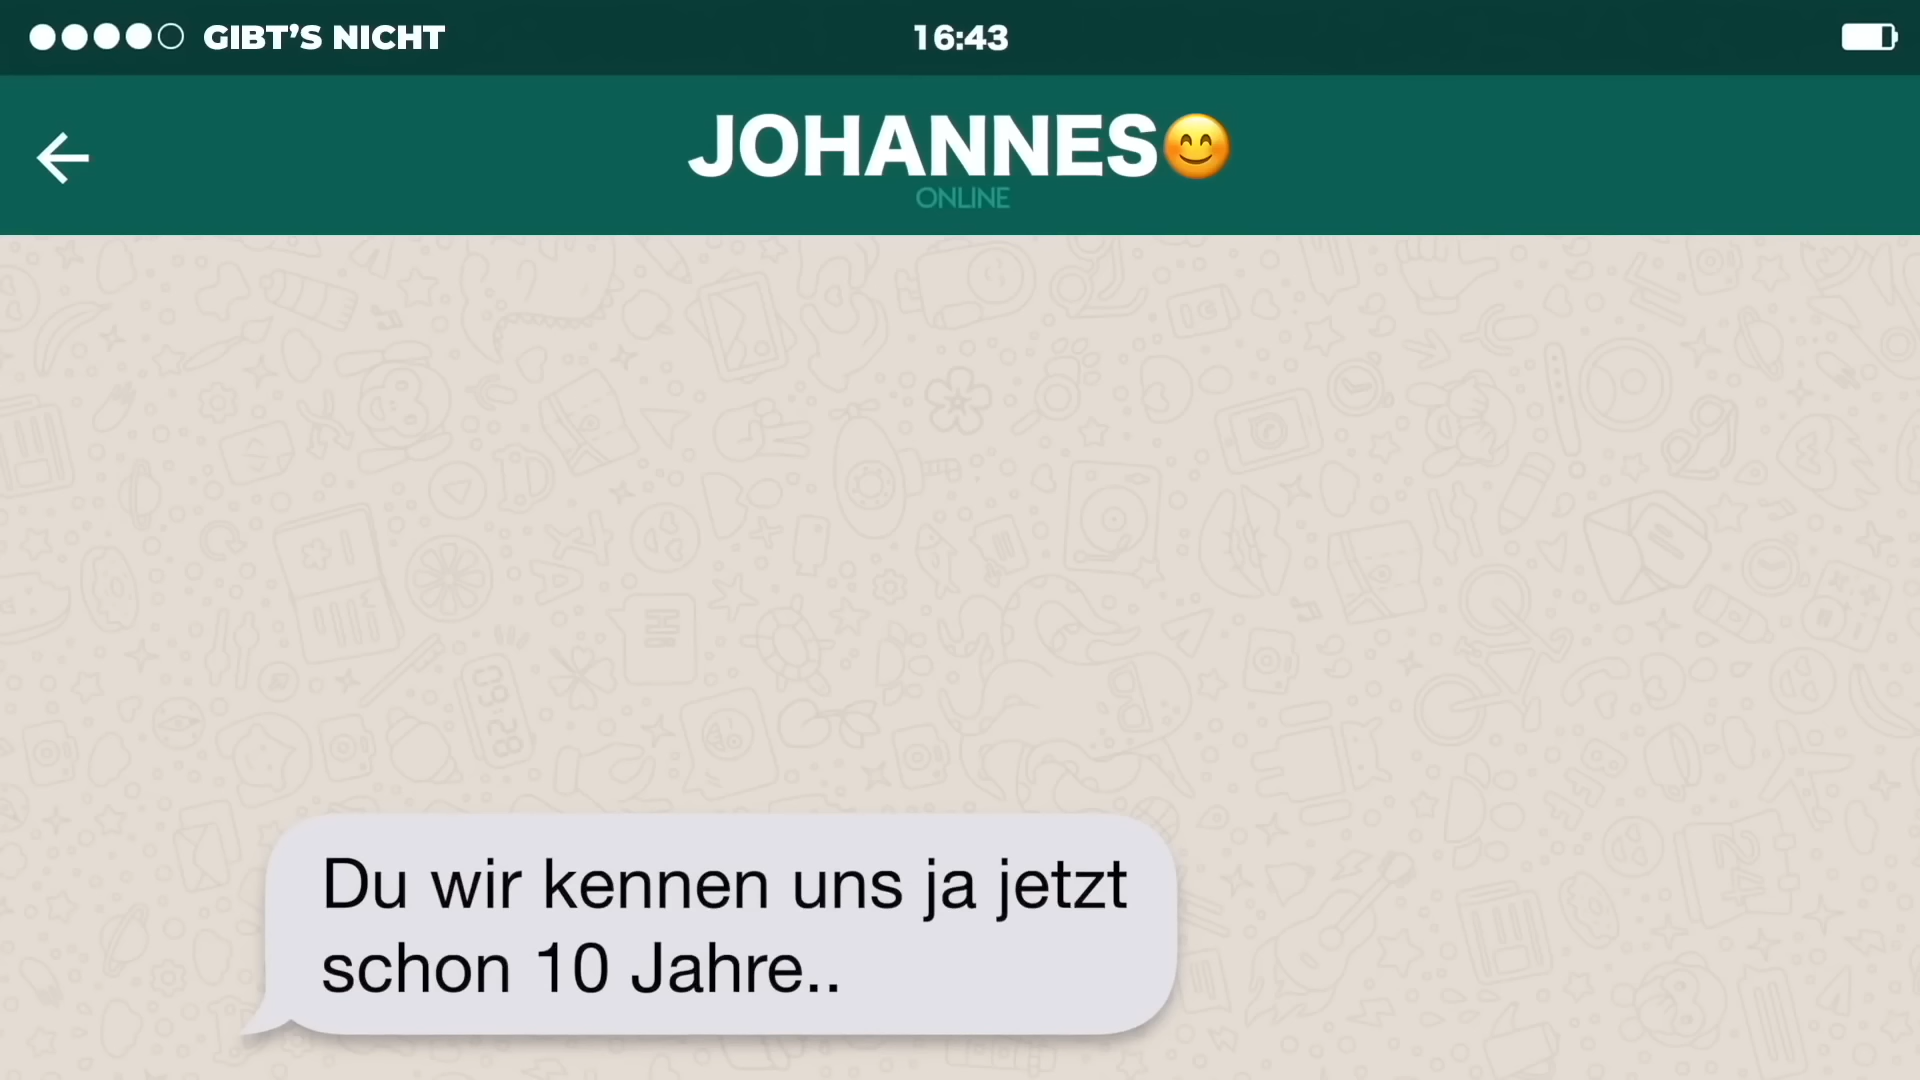 GIBT’S NICHT
16:43
JOHANNES😊
ONLINE
Du wir kennen uns ja jetzt
schon 10 Jahre..